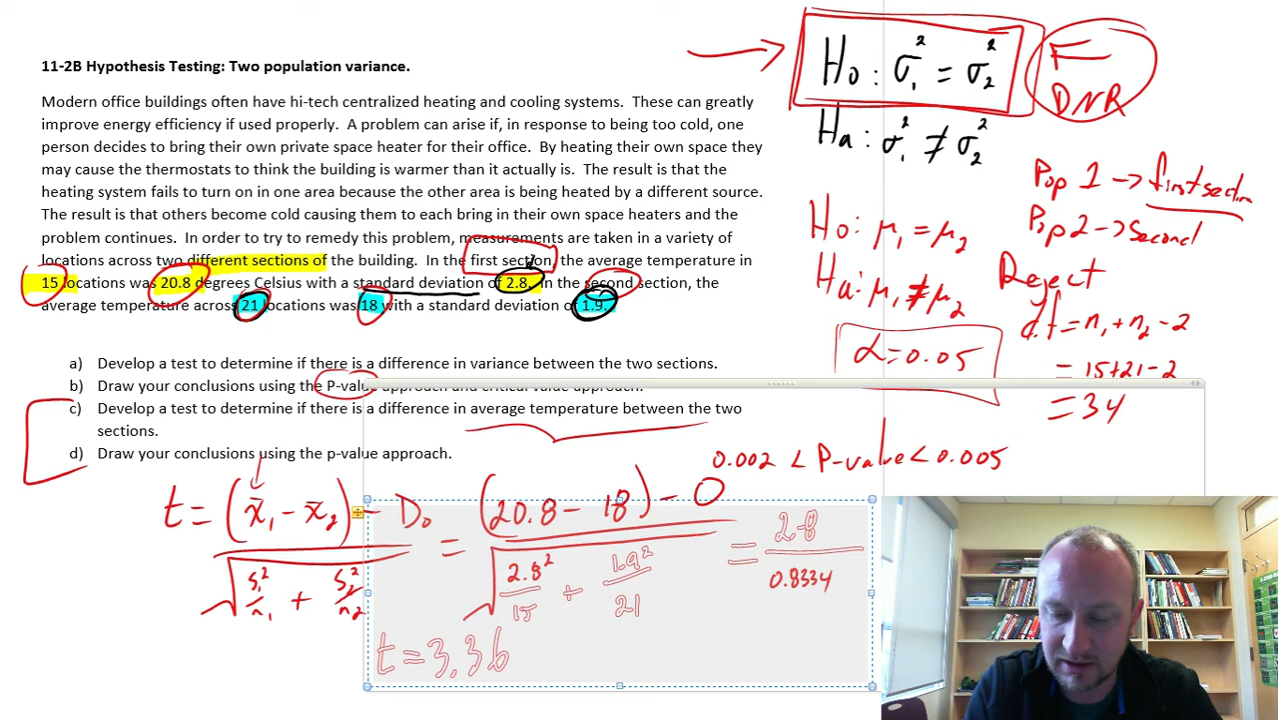 11-2B Hypothesis Testing: Two population variance.
Modern office buildings often have hi-tech centralized heating and cooling systems. These can greatly
improve energy efficiency if used properly. A problem can arise if, in response to being too cold, one
person decides to bring their own private space heater for their office. By heating their own space they
may cause the thermostats to think the building is warmer than it actually is. The result is that the
heating system fails to turn on in one area because the other area is being heated by a different source.
The result is that others become cold causing them to each bring in their own space heaters and the
problem continues. In order to try to remedy this problem, measurements are taken in a variety of
locations across two different sections of the building. In the first section, the average temperature in
15 locations was 20.8 degrees Celsius with a standard deviation of 2.8. In the second section, the
average temperature across 21 locations was 18 with a standard deviation of 1.9.
a) Develop a test to determine if there is a difference in variance between the two sections.
b) Draw your conclusions using the P-value approach and critical value approach.
c) Develop a test to determine if there is a difference in average temperature between the two
sections.
d) Draw your conclusions using the p-value approach.
H0: σ₁² = σ₂²
F
DNR
Ha: σ₁² ≠ σ₂²
Pop 1 → first section
Pop 2 → second
H0: μ₁ = μ₂
Ha: μ₁ ≠ μ₂
Reject
α = 0.05
d.f = n₁ + n₂ - 2
= 15 + 21 - 2
= 34
0.002 < P-value < 0.005
t = (x̄₁ - x̄₂) - D₀ = (20.8 - 18) - 0 = 2.8
√ s₁²/n₁ + s₂²/n₂ √ 2.8²/15 + 1.9²/21 0.8334
t = 3.36